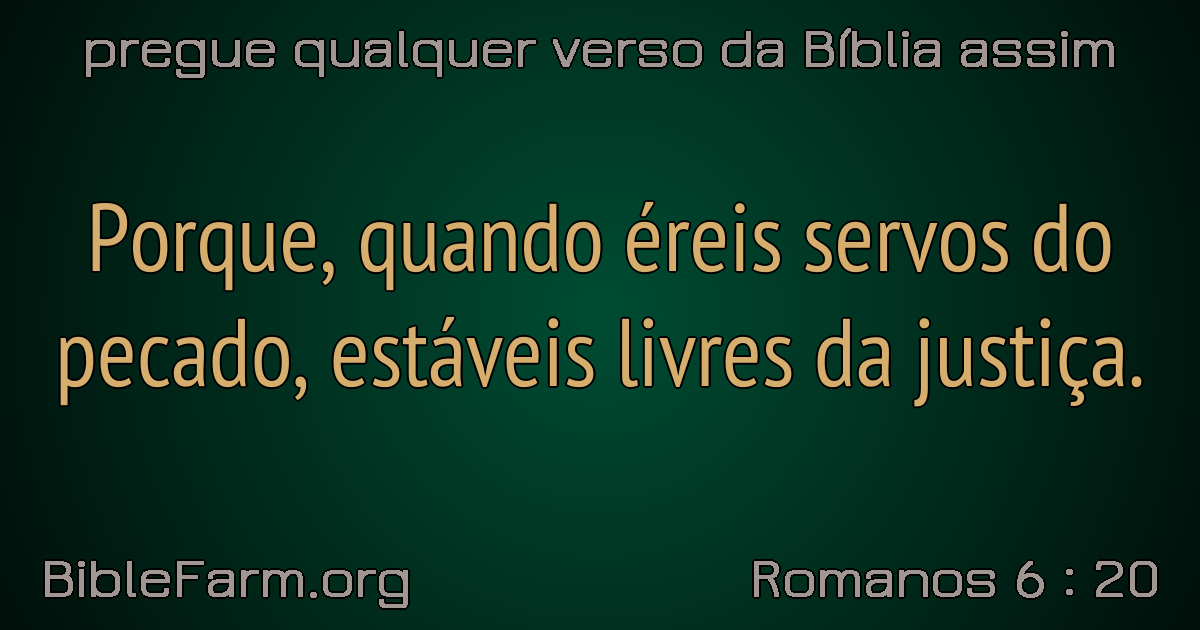 pregue qualquer verso da Bíblia assim
Porque, quando éreis servos do
pecado, estáveis livres da justiça.
BibleFarm.org
Romanos 6 : 20